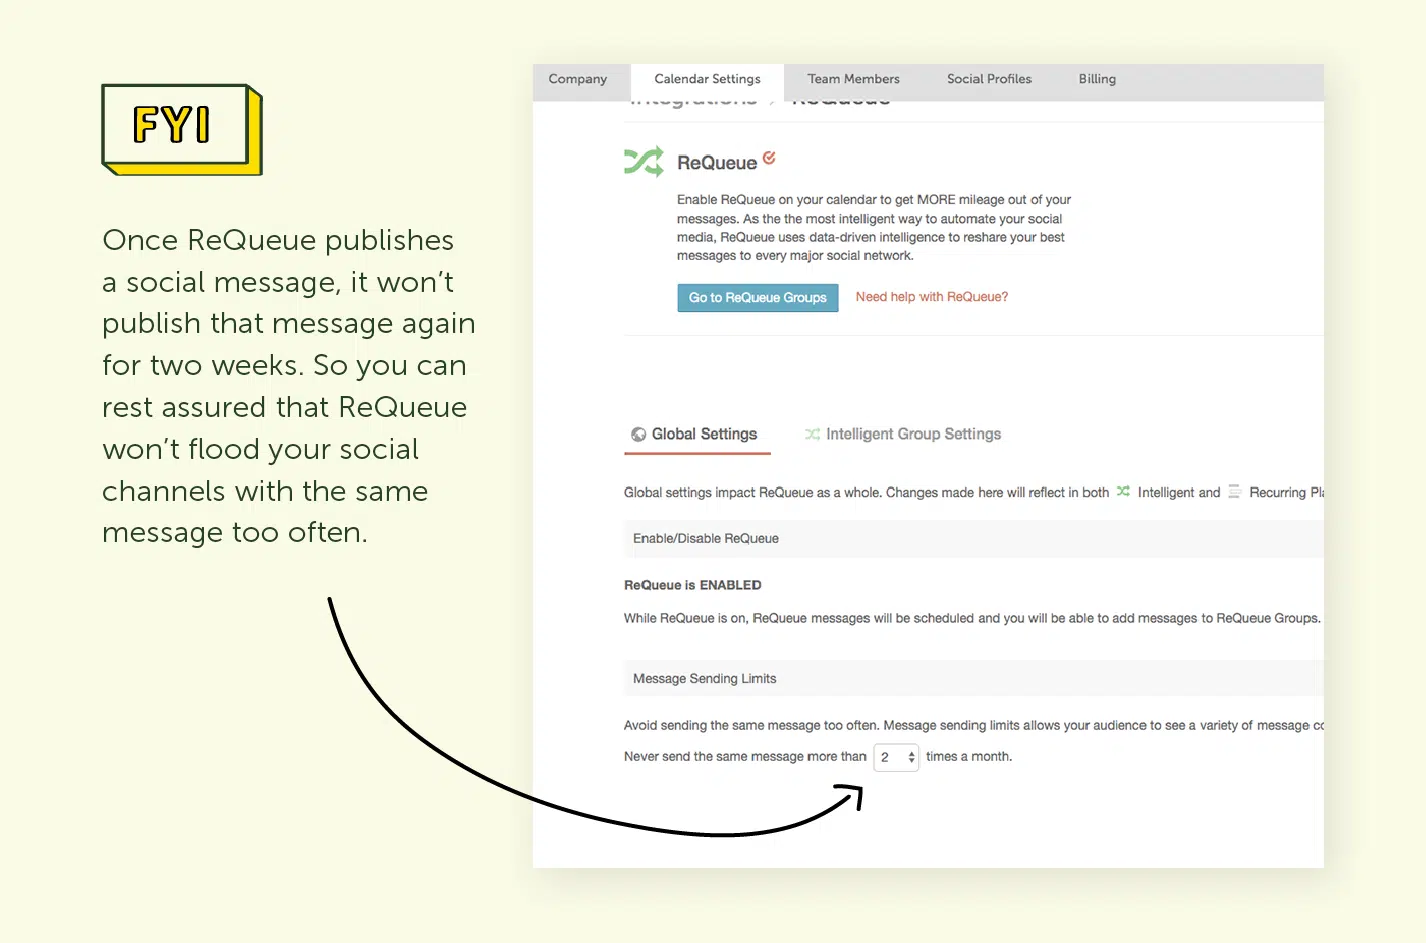 FYI
Once ReQueue publishes
a social message, it won't
publish that message again
for two weeks. So you can
rest assured that ReQueue
won't flood your social
channels with the same
message too often.
Company Calendar Settings Team Members Social Profiles Billing
Integrations > ReQueue
ReQueue
Enable ReQueue on your calendar to get MORE mileage out of your
messages. As the the most intelligent way to automate your social
media, ReQueue uses data-driven intelligence to reshare your best
messages to every major social network.
Go to ReQueue Groups Need help with ReQueue?
Global Settings Intelligent Group Settings
Global settings impact ReQueue as a whole. Changes made here will reflect in both Intelligent and Recurring
Enable/Disable ReQueue
ReQueue is ENABLED
While ReQueue is on, ReQueue messages will be scheduled and you will be able to add messages to ReQueue Groups.
Message Sending Limits
Avoid sending the same message too often. Message sending limits allows your audience to see a variety of message
Never send the same message more than 2 times a month.